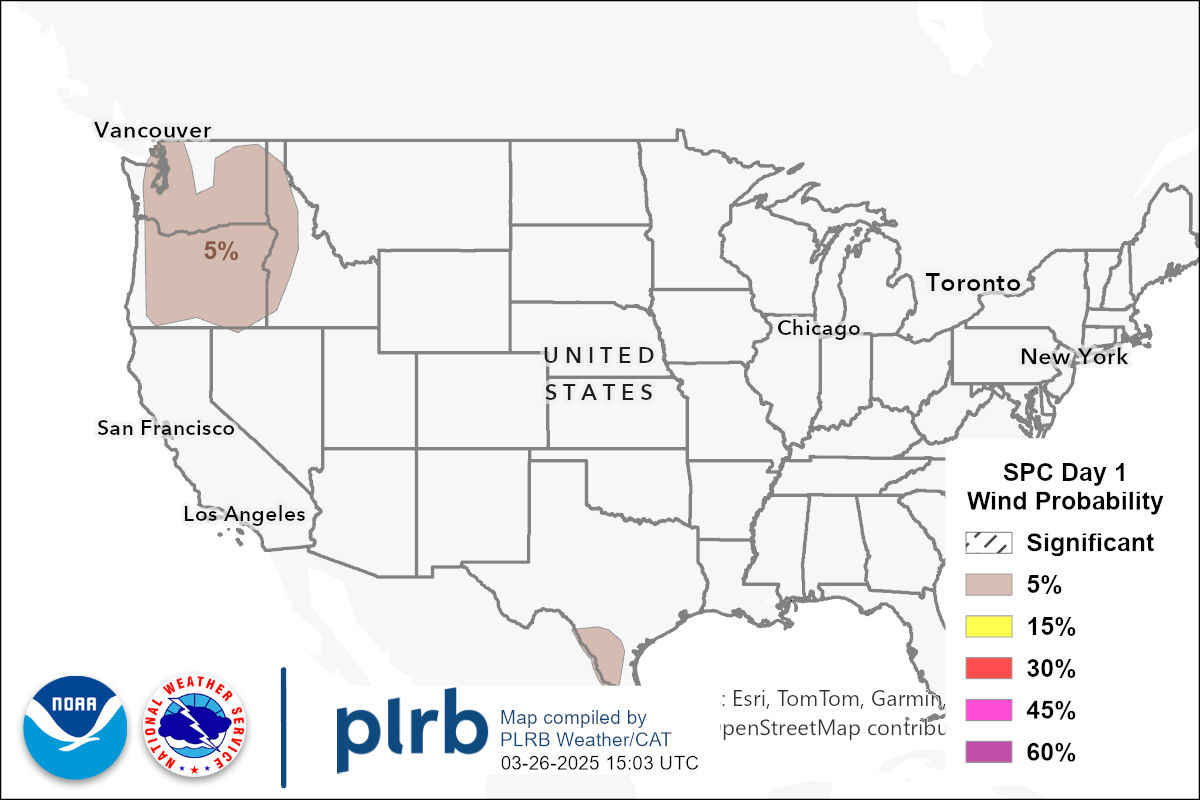 Vancouver
5%
Toronto
Chicago
UNITED
New York
STATES
San Francisco
Los Angeles
SPC Day 1
Wind Probability
Significant
5%
15%
30%
45%
60%
NOAA
NATIONAL WEATHER SERVICE
plrb
Map compiled by
PLRB Weather/CAT
03-26-2025 15:03 UTC
: Esri, TomTom, Garmin,
penStreetMap contribu